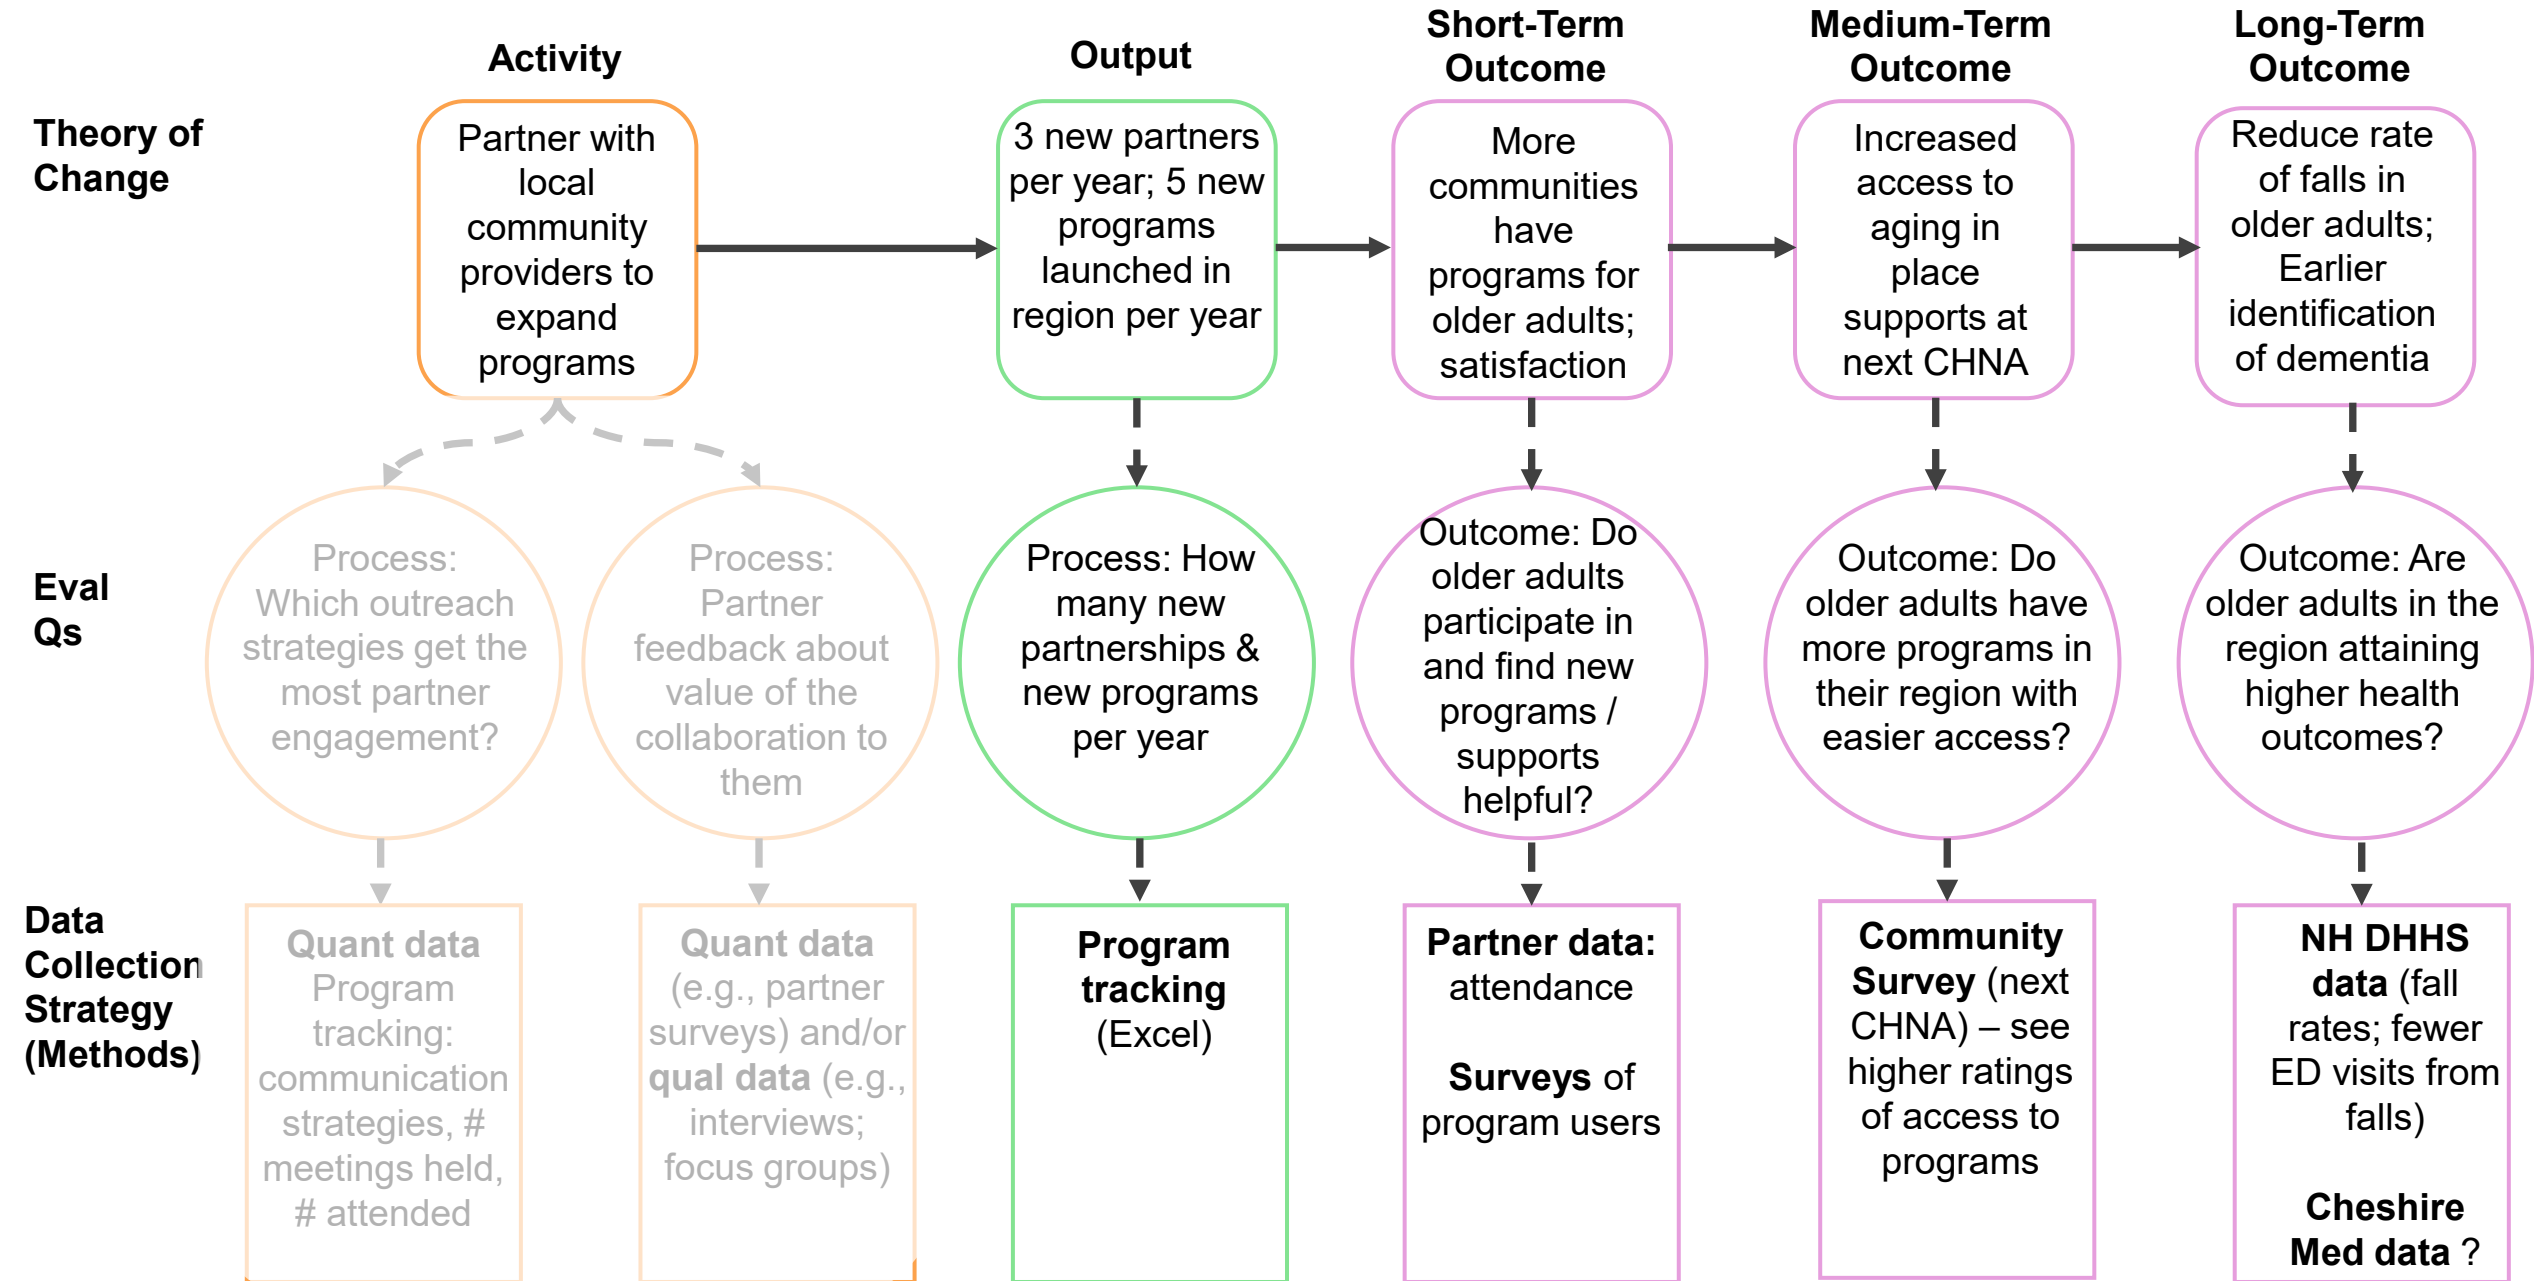 Activity
Output
Short-Term
Outcome
Medium-Term
Outcome
Long-Term
Outcome
Theory of
Change
Partner with
local
community
providers to
expand
programs
3 new partners
per year; 5 new
programs
launched in
region per year
More
communities
have
programs for
older adults;
satisfaction
Increased
access to
aging in
place
supports at
next CHNA
Reduce rate
of falls in
older adults;
Earlier
identification
of dementia
Eval
Qs
Process:
Which outreach
strategies get the
most partner
engagement?
Process:
Partner
feedback about
value of the
collaboration to
them
Process: How
many new
partnerships &
new programs
per year
Outcome: Do
older adults
participate in
and find new
programs /
supports
helpful?
Outcome: Do
older adults have
more programs in
their region with
easier access?
Outcome: Are
older adults in the
region attaining
higher health
outcomes?
Data
Collection
Strategy
(Methods)
Quant data
Program
tracking:
communication
strategies, #
meetings held,
# attended
Quant data
(e.g., partner
surveys) and/or
qual data (e.g.,
interviews;
focus groups)
Program
tracking
(Excel)
Partner data:
attendance
Surveys of
program users
Community
Survey (next
CHNA) – see
higher ratings
of access to
programs
NH DHHS
data (fall
rates; fewer
ED visits from
falls)
Cheshire
Med data ?